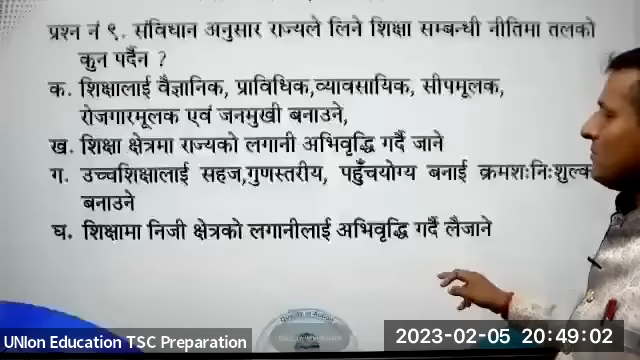 प्रश्न नं ९. संविधान अनुसार राज्यले लिने शिक्षा सम्बन्धी नीतिमा तलको
कुन पर्दैन ?
क. शिक्षालाई वैज्ञानिक, प्राविधिक,व्यावसायिक, सीपमूलक,
रोजगारमूलक एवं जनमुखी बनाउने,
ख. शिक्षा क्षेत्रमा राज्यको लगानी अभिवृद्धि गर्दै जाने
ग. उच्चशिक्षालाई सहज,गुणस्तरीय, पहुँचयोग्य बनाई क्रमशःनिःशुल्क
बनाउने
घ. शिक्षामा निजी क्षेत्रको लगानीलाई अभिवृद्धि गर्दै लैजाने
UNIon Education TSC Preparation
2023-02-05 20:49:02